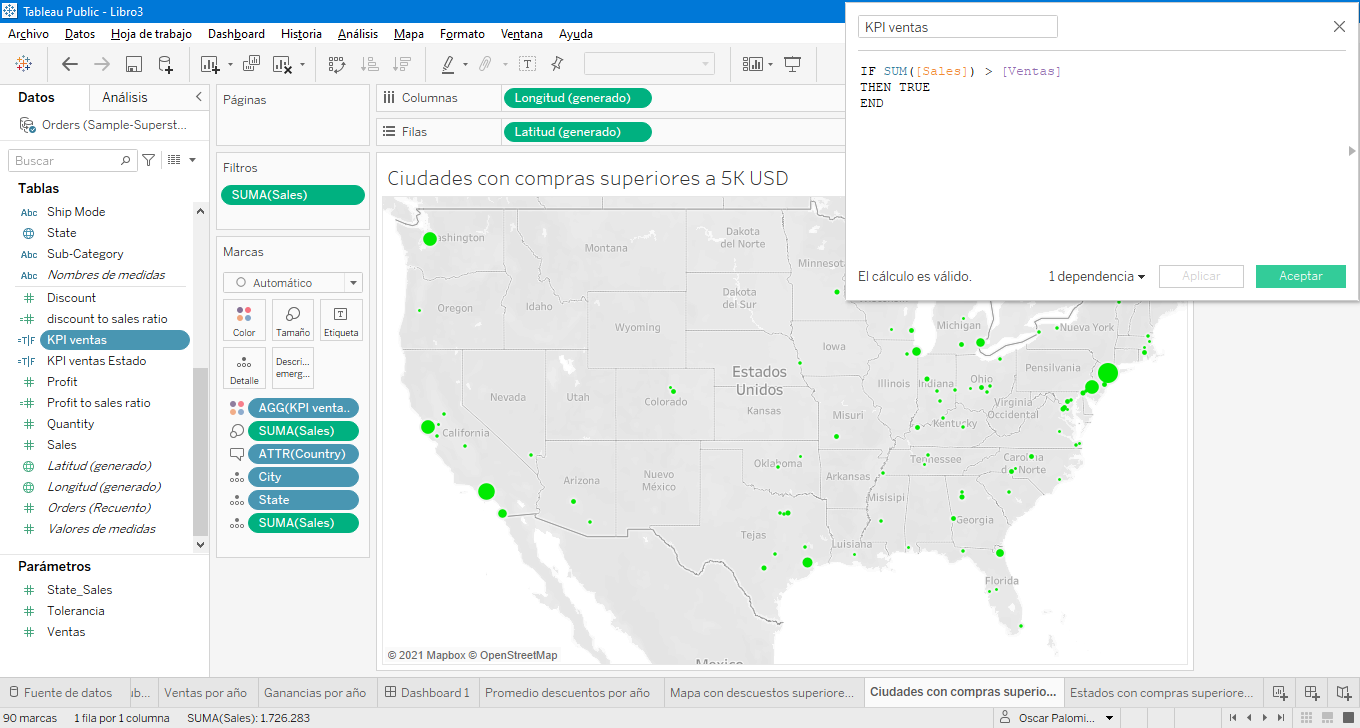 Tableau Public - Libro3
Archivo Datos Hoja de trabajo Dashboard Historia Análisis Mapa Formato Ventana Ayuda
KPI ventas
IF SUM([Sales]) > [Ventas]
THEN TRUE
END
El cálculo es válido.
1 dependencia
Aplicar
Aceptar
Datos
Análisis
Orders (Sample-Superst...
Buscar
Tablas
Abc Ship Mode
State
Abc Sub-Category
Abc Nombres de medidas
Discount
discount to sales ratio
=T|F KPI ventas
=T|F KPI ventas Estado
Profit
Profit to sales ratio
Quantity
Sales
Latitud (generado)
Longitud (generado)
Orders (Recuento)
Valores de medidas
Parámetros
State_Sales
Tolerancia
Ventas
Páginas
Filtros
SUMA(Sales)
Marcas
Automático
Color
Tamaño
Etiqueta
Detalle
Descri...
emerg...
AGG(KPI venta..
SUMA(Sales)
ATTR(Country)
City
State
SUMA(Sales)
Columnas
Longitud (generado)
Filas
Latitud (generado)
Ciudades con compras superiores a 5K USD
ashington
Montana
Dakota
del Norte
Minnesot
Oregon
Idaho
Dakota
del Sur
Wyoming
Michigan
Nueva York
Iowa
Pensilvania
Nevada
Utah
Colorado
Estados
Unidos
Illinois
Indiana
Ohio
Kansas
Misuri
Virginia
Occidental
California
Kentucky
Arizona
Nuevo
México
Oklahoma
Arkansas
Tennessee
Carolina
d Norte
Misisipi
Georgia
Tejas
Luisiana
Florida
México
© 2021 Mapbox © OpenStreetMap
Fuente de datos
ub...
Ventas por año
Ganancias por año
Dashboard 1
Promedio descuentos por año
Mapa con descuentos superiore...
Ciudades con compras superio...
Estados con compras superiore...
90 marcas 1 fila por 1 columna SUMA(Sales): 1.726.283
Oscar Palomi...